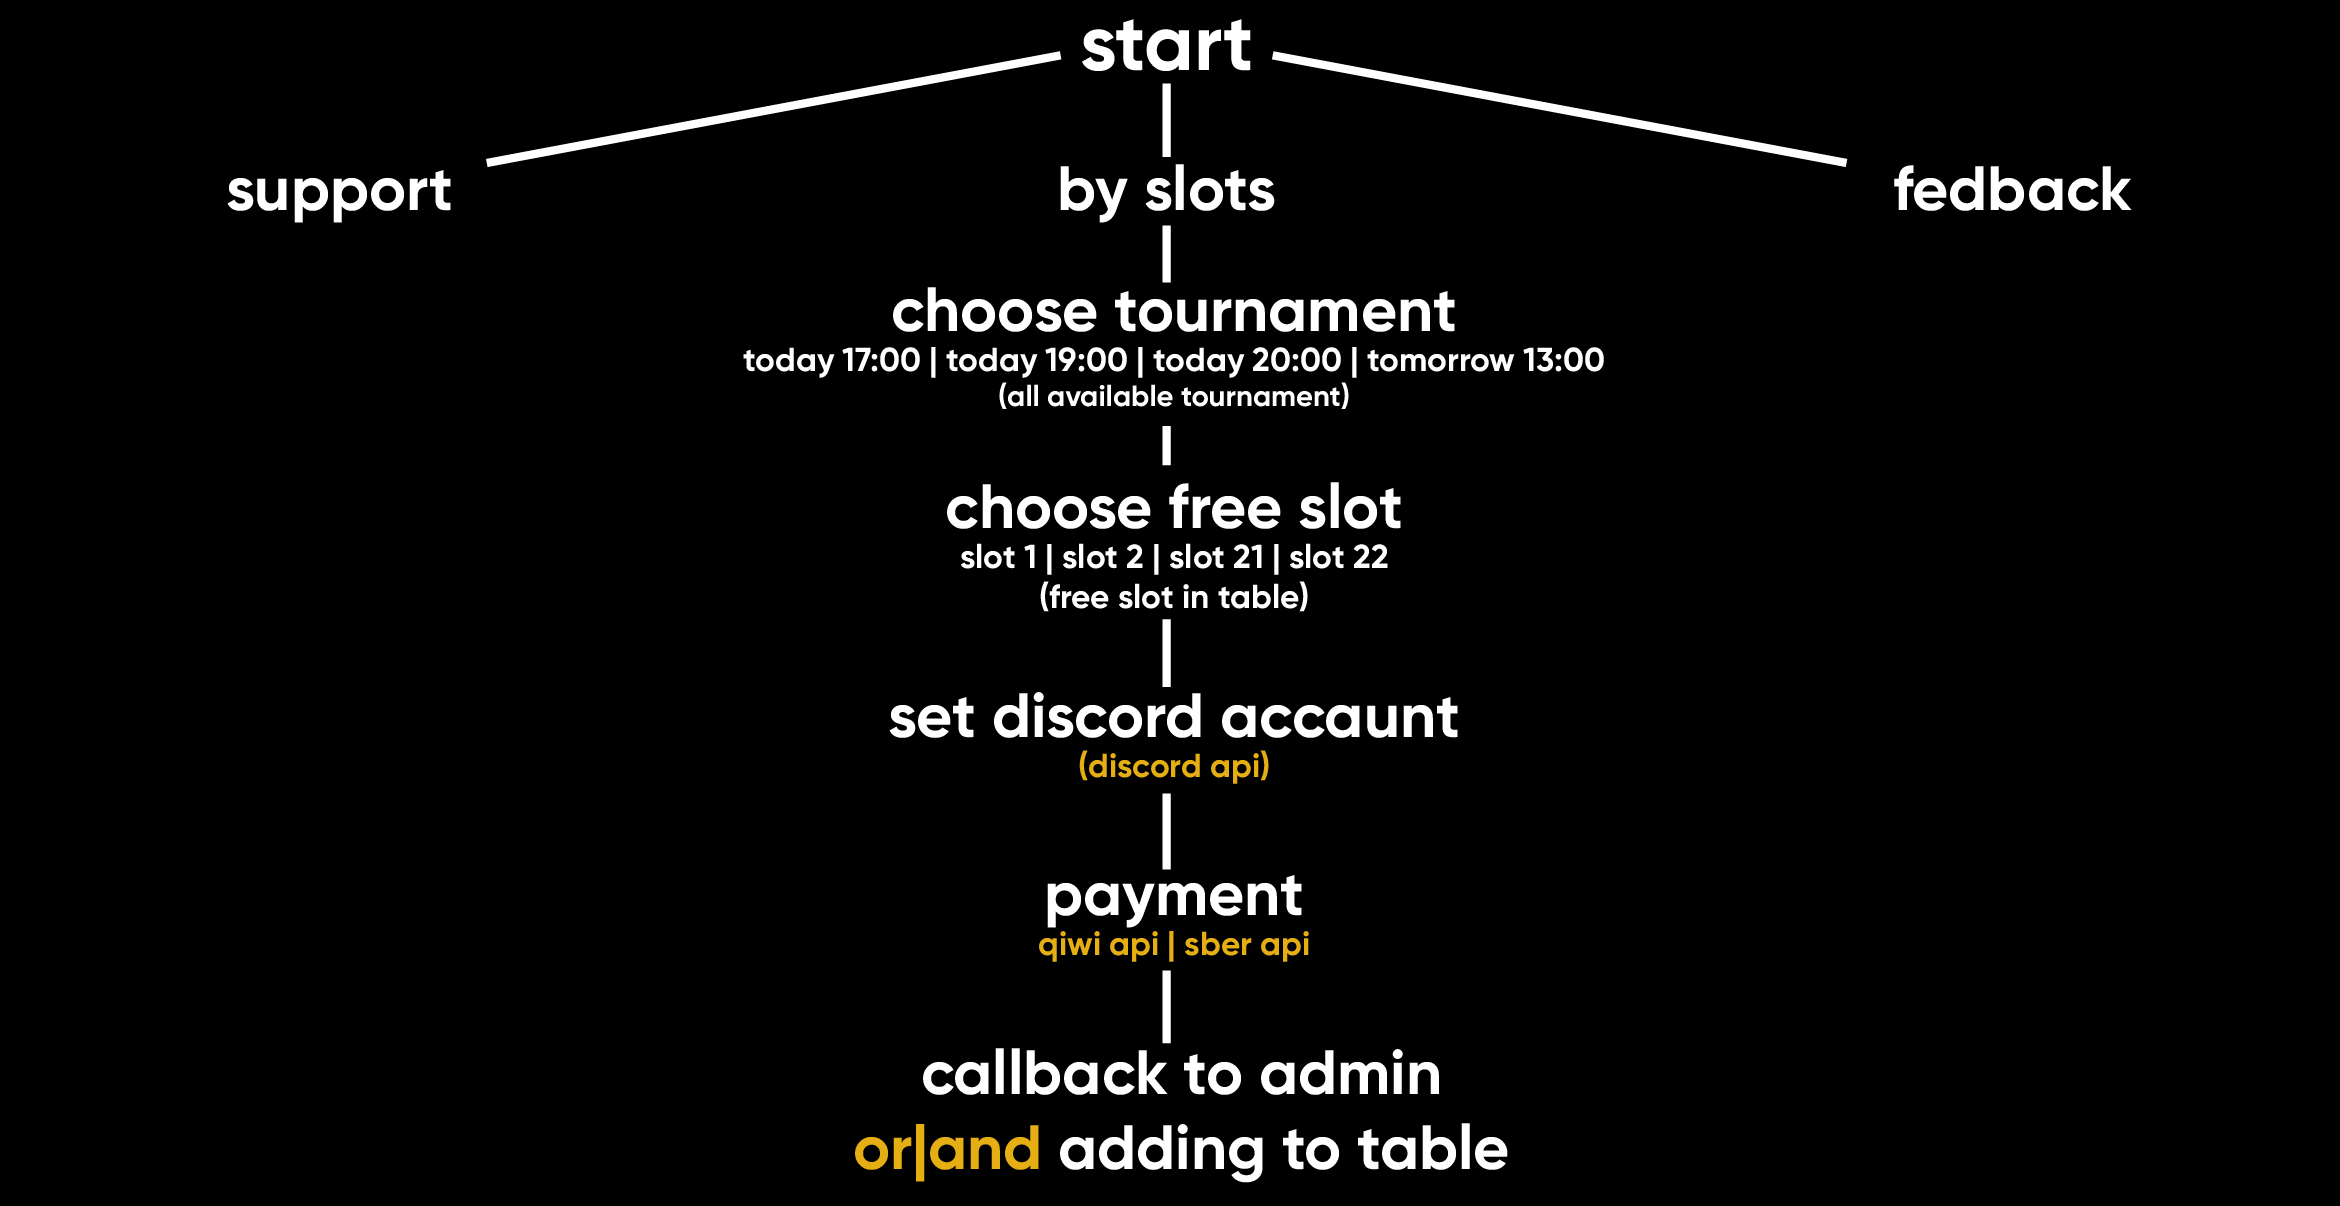 start
support
by slots
fedback
choose tournament
today 17:00 | today 19:00 | today 20:00 | tomorrow 13:00
(all available tournament)
choose free slot
slot 1 | slot 2 | slot 21 | slot 22
(free slot in table)
set discord accaunt
(discord api)
payment
qiwi api | sber api
callback to admin
or|and adding to table